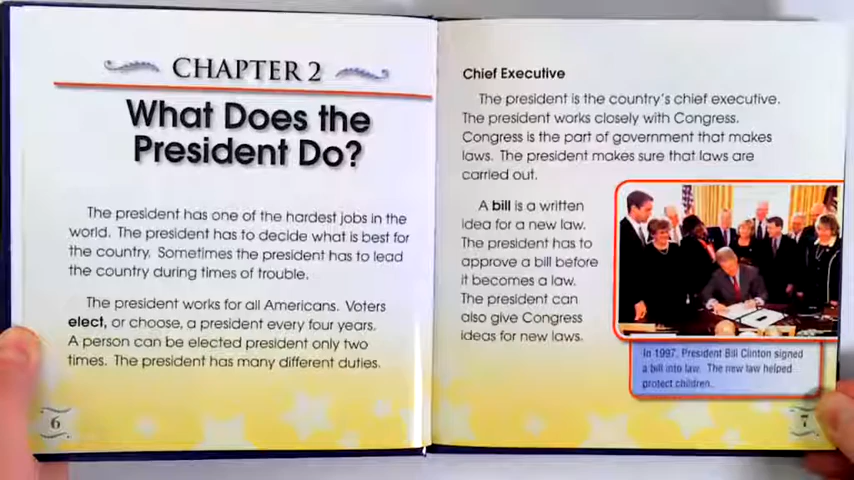 CHAPTER 2
What Does the
President Do?
The president has one of the hardest jobs in the
world. The president has to decide what is best for
the country. Sometimes the president has to lead
the country during times of trouble.
The president works for all Americans. Voters
elect, or choose, a president every four years.
A person can be elected president only two
times. The president has many different duties.
6
Chief Executive
The president is the country's chief executive.
The president works closely with Congress.
Congress is the part of government that makes
laws. The president makes sure that laws are
carried out.
A bill is a written
idea for a new law.
The president has to
approve a bill before
it becomes a law.
The president can
also give Congress
ideas for new laws.
In 1997, President Bill Clinton signed
a bill into law. The new law helped
protect children.
7